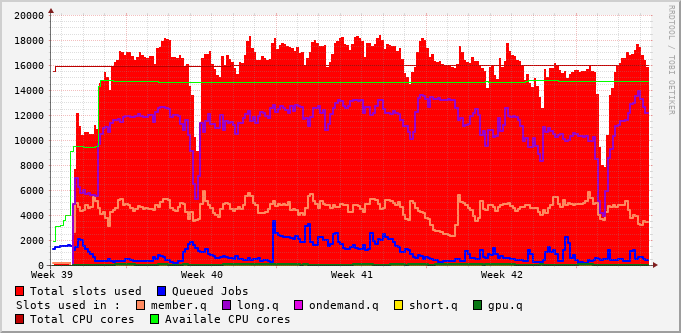 20000
18000
16000
14000
12000
10000
8000
6000
4000
2000
0
Week 39 Week 40 Week 41 Week 42
Total slots used Queued Jobs
Slots used in : member.q long.q ondemand.q short.q gpu.q
Total CPU cores Availale CPU cores
RRDTOOL / TOBI OETIKER